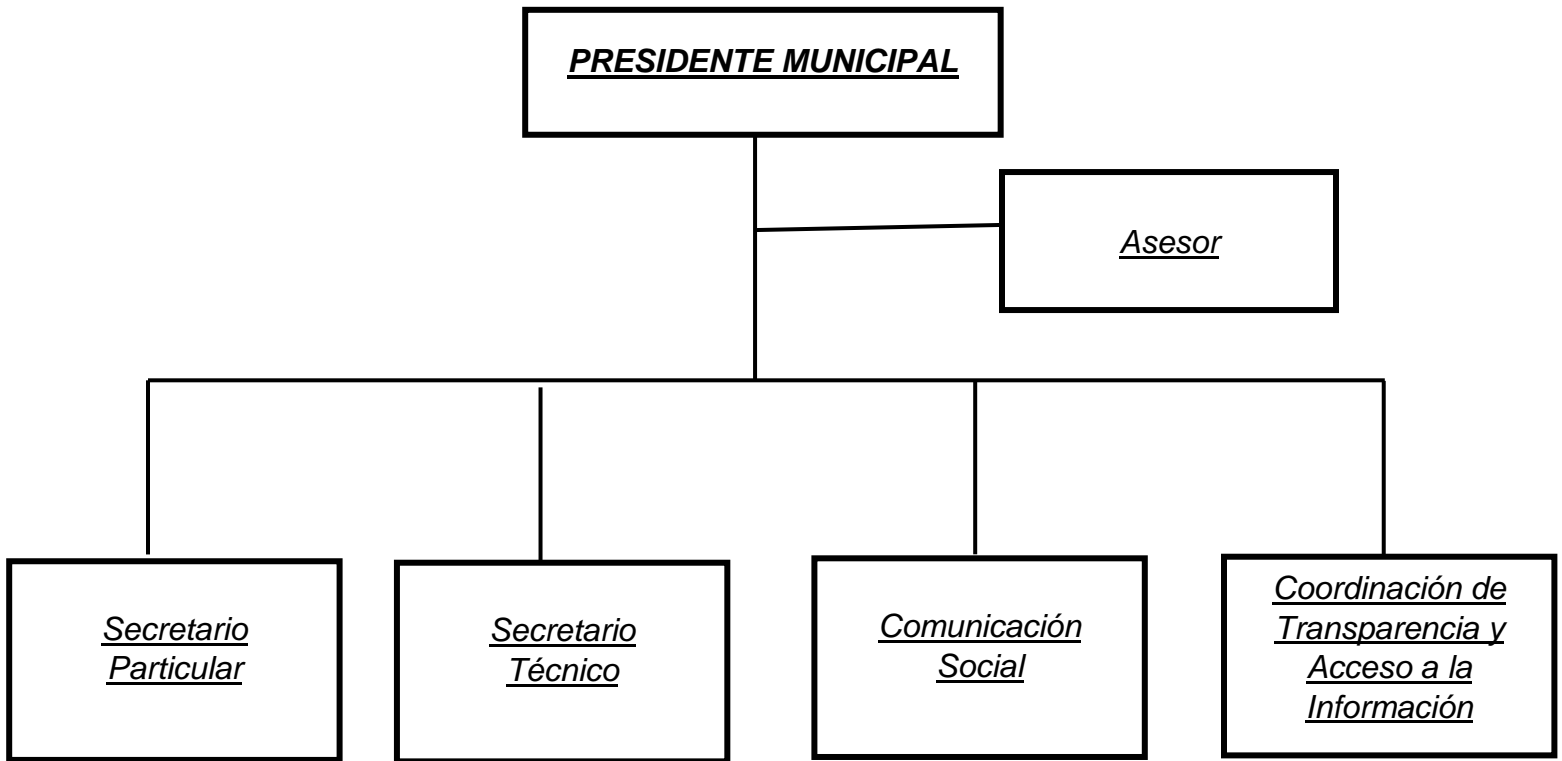 PRESIDENTE MUNICIPAL
Asesor
Secretario
Particular
Secretario
Técnico
Comunicación
Social
Coordinación de
Transparencia y
Acceso a la
Información